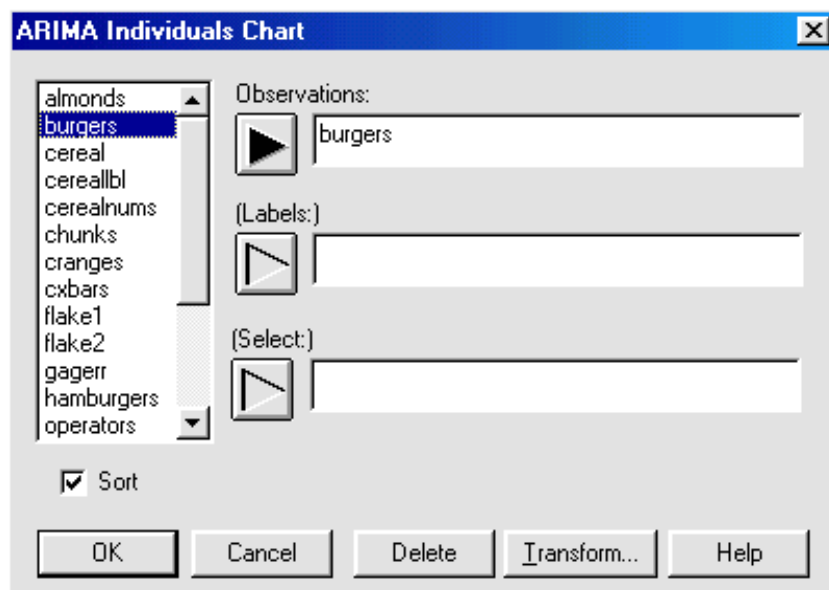 ARIMA Individuals Chart
almonds
burgers
cereal
cereallbl
cerealnums
chunks
cranges
cxbars
flake1
flake2
gagerr
hamburgers
operators
Observations:
burgers
(Labels:)
(Select:)
Sort
OK
Cancel
Delete
Transform...
Help